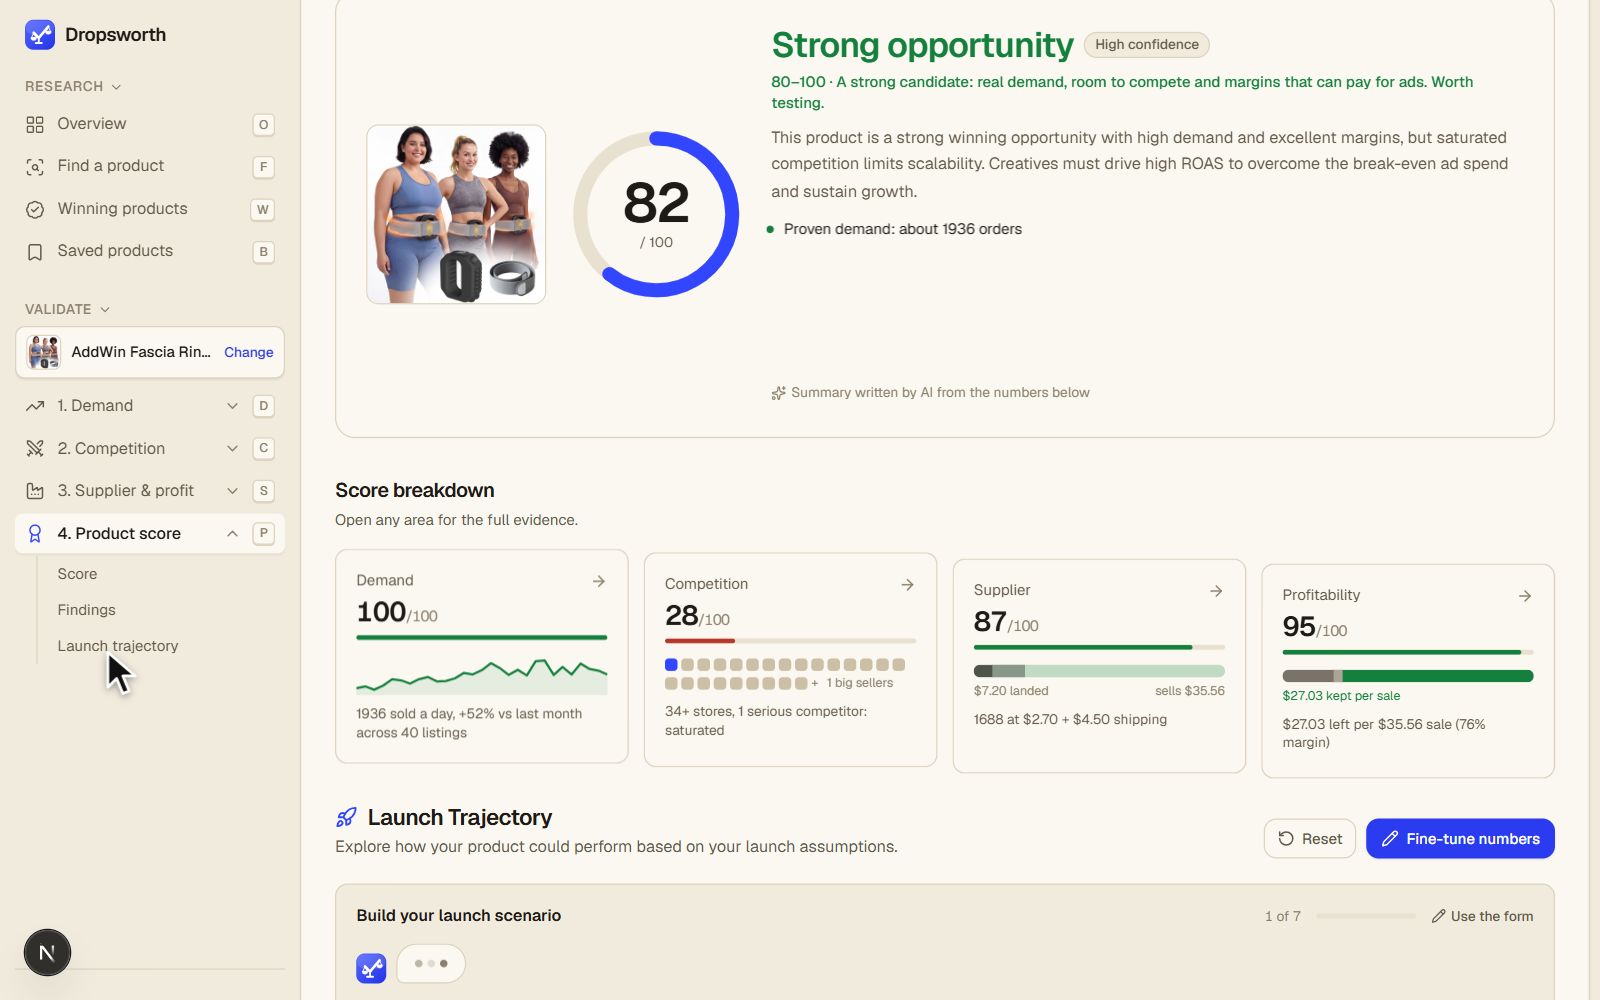 Dropsworth
RESEARCH
Overview
O
Find a product
F
Winning products
W
Saved products
B
VALIDATE
AddWin Fascia Rin... Change
1. Demand
D
2. Competition
C
3. Supplier & profit
S
4. Product score
P
Score
Findings
Launch trajectory
N
82
/ 100
Strong opportunity
High confidence
80–100 · A strong candidate: real demand, room to compete and margins that can pay for ads. Worth
testing.
This product is a strong winning opportunity with high demand and excellent margins, but saturated
competition limits scalability. Creatives must drive high ROAS to overcome the break-even ad spend
and sustain growth.
Proven demand: about 1936 orders
Summary written by AI from the numbers below
Score breakdown
Open any area for the full evidence.
Demand
100/100
1936 sold a day, +52% vs last month
across 40 listings
Competition
28/100
+ 1 big sellers
34+ stores, 1 serious competitor:
saturated
Supplier
87/100
$7.20 landed
sells $35.56
1688 at $2.70 + $4.50 shipping
Profitability
95/100
$27.03 kept per sale
$27.03 left per $35.56 sale (76%
margin)
Launch Trajectory
Explore how your product could perform based on your launch assumptions.
Reset
Fine-tune numbers
Build your launch scenario
1 of 7
Use the form